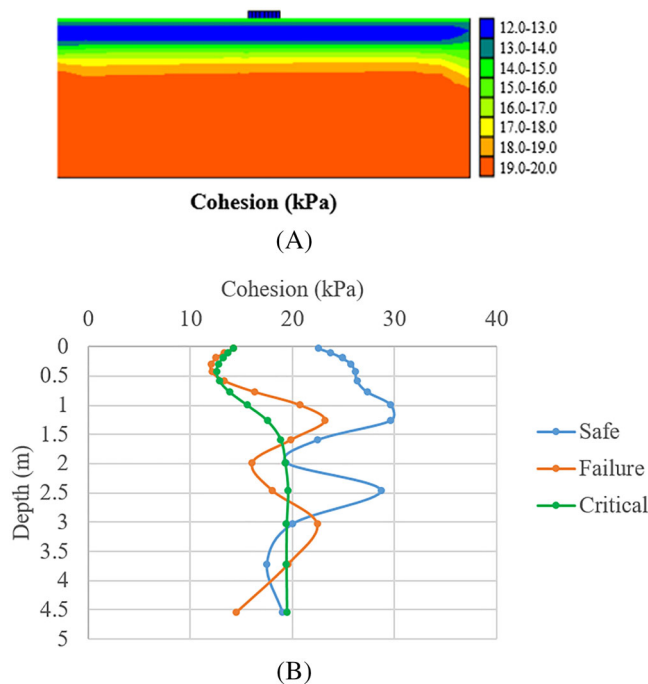 12.0-13.0
13.0-14.0
14.0-15.0
15.0-16.0
16.0-17.0
17.0-18.0
18.0-19.0
19.0-20.0
Cohesion (kPa)
(A)
Cohesion (kPa)
0 10 20 30 40
0
0.5
1
1.5
2
2.5
3
3.5
4
4.5
5
Depth (m)
Safe
Failure
Critical
(B)